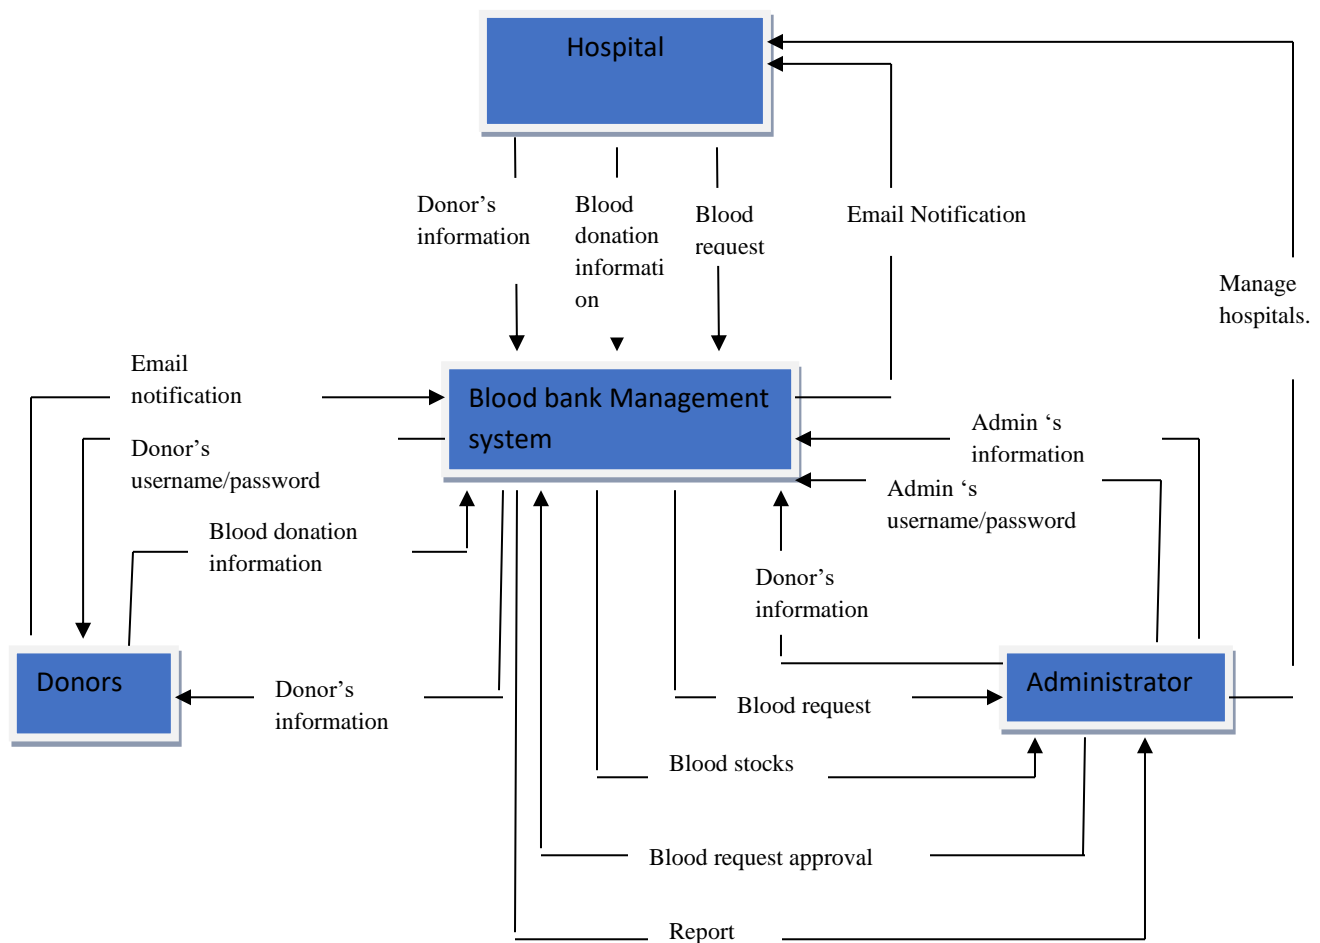 Hospital
Donor’s
information
Blood
donation
informati
on
Blood
request
Email Notification
Manage
hospitals.
Email
notification
Blood bank Management
system
Donor’s
username/password
Admin ‘s
information
Admin ‘s
username/password
Blood donation
information
Donor’s
information
Donors
Donor’s
information
Administrator
Blood request
Blood stocks
Blood request approval
Report